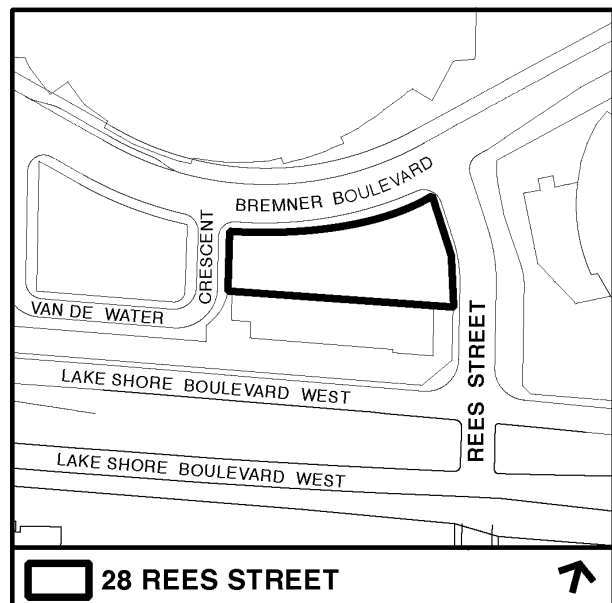 BREMNER BOULEVARD
CRESCENT
VAN DE WATER
REES STREET
LAKE SHORE BOULEVARD WEST
LAKE SHORE BOULEVARD WEST
28 REES STREET